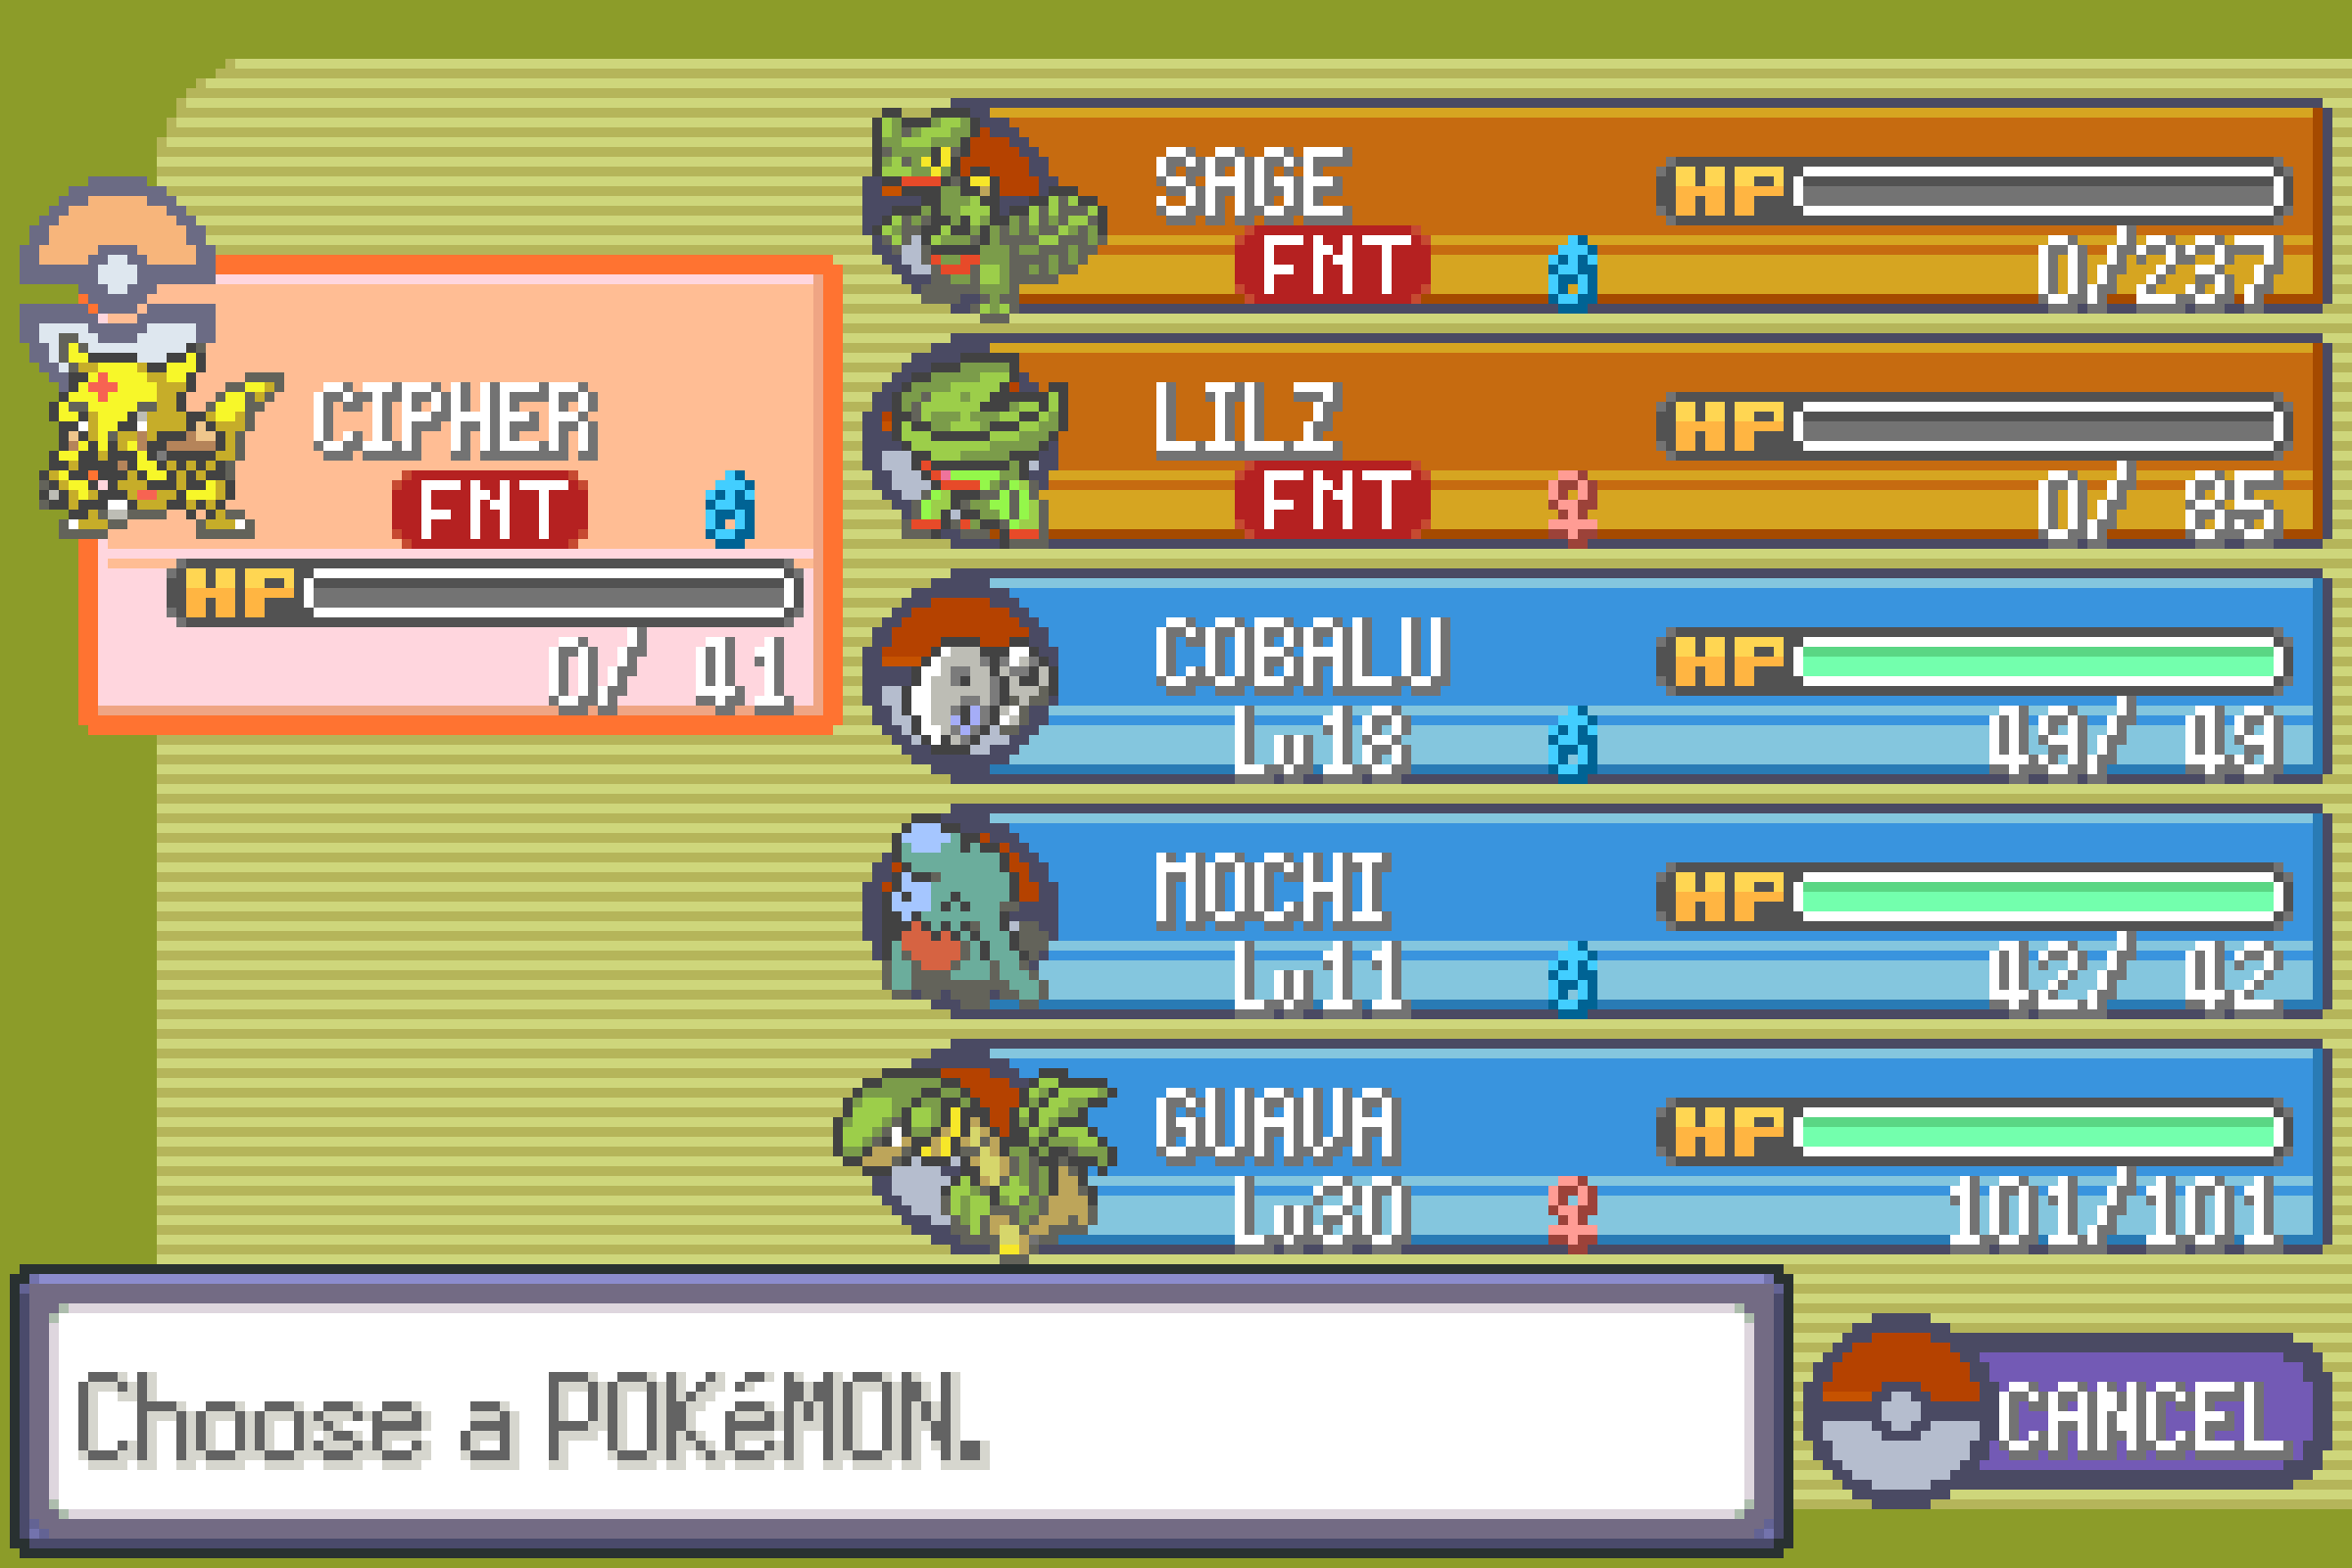 CIPHER
FNT ♂
HP
0/ 41
SAGE
HP
FNT ♂
0/237
LILZ
HP
FNT ♀
0/ 85
COBALU
HP
Lv18 ♂
49/ 49
MOCHI
HP
Lv11 ♂
42/ 42
GUAVA
HP
Lv30 ♀
101/101
Choose a POKéMON.
CANCEL